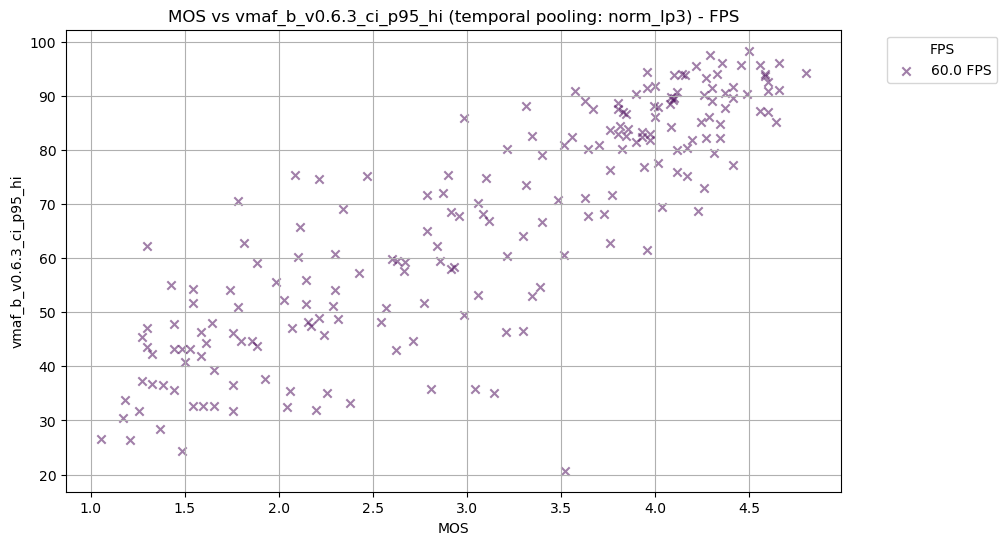 MOS vs vmaf_b_v0.6.3_ci_p95_hi (temporal pooling: norm_lp3) - FPS
FPS
60.0 FPS
vmaf_b_v0.6.3_ci_p95_hi
100
90
80
70
60
50
40
30
20
1.0 1.5 2.0 2.5 3.0 3.5 4.0 4.5
MOS